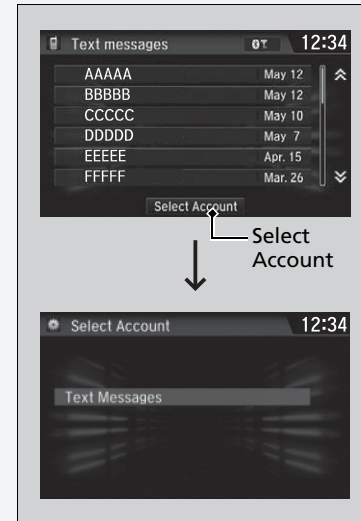 Text messages 12:34
AAAAA May 12
BBBBB May 12
CCCCC May 10
DDDDD May 7
EEEEE Apr. 15
FFFFF Mar. 26
Select Account
Select
Account
Select Account 12:34
Text Messages